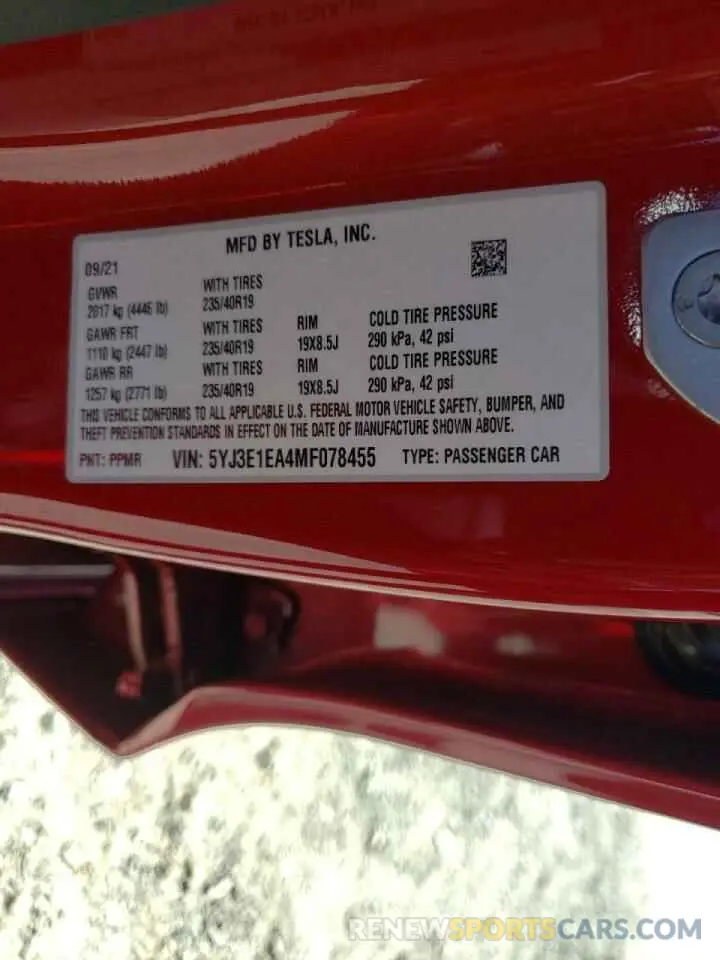 MFD BY TESLA, INC.
09/21
GVWR
2017 kg (4446 lb)
WITH TIRES
235/40R19
GAWR FRT
1110 kg (2447 lb)
WITH TIRES
235/40R19
RIM
19X8.5J
COLD TIRE PRESSURE
290 kPa, 42 psi
GAWR RR
1257 kg (2771 lb)
WITH TIRES
235/40R19
RIM
19X8.5J
COLD TIRE PRESSURE
290 kPa, 42 psi
THIS VEHICLE CONFORMS TO ALL APPLICABLE U.S. FEDERAL MOTOR VEHICLE SAFETY, BUMPER, AND
THEFT PREVENTION STANDARDS IN EFFECT ON THE DATE OF MANUFACTURE SHOWN ABOVE.
PNT: PPMR VIN: 5YJ3E1EA4MF078455 TYPE: PASSENGER CAR
RENEWSPORTSCARS.COM